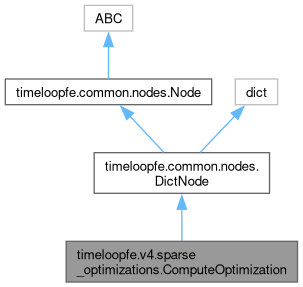 ABC
timeloopfe.common.nodes.Node
dict
timeloopfe.common.nodes.
DictNode
timeloopfe.v4.sparse
_optimizations.ComputeOptimization